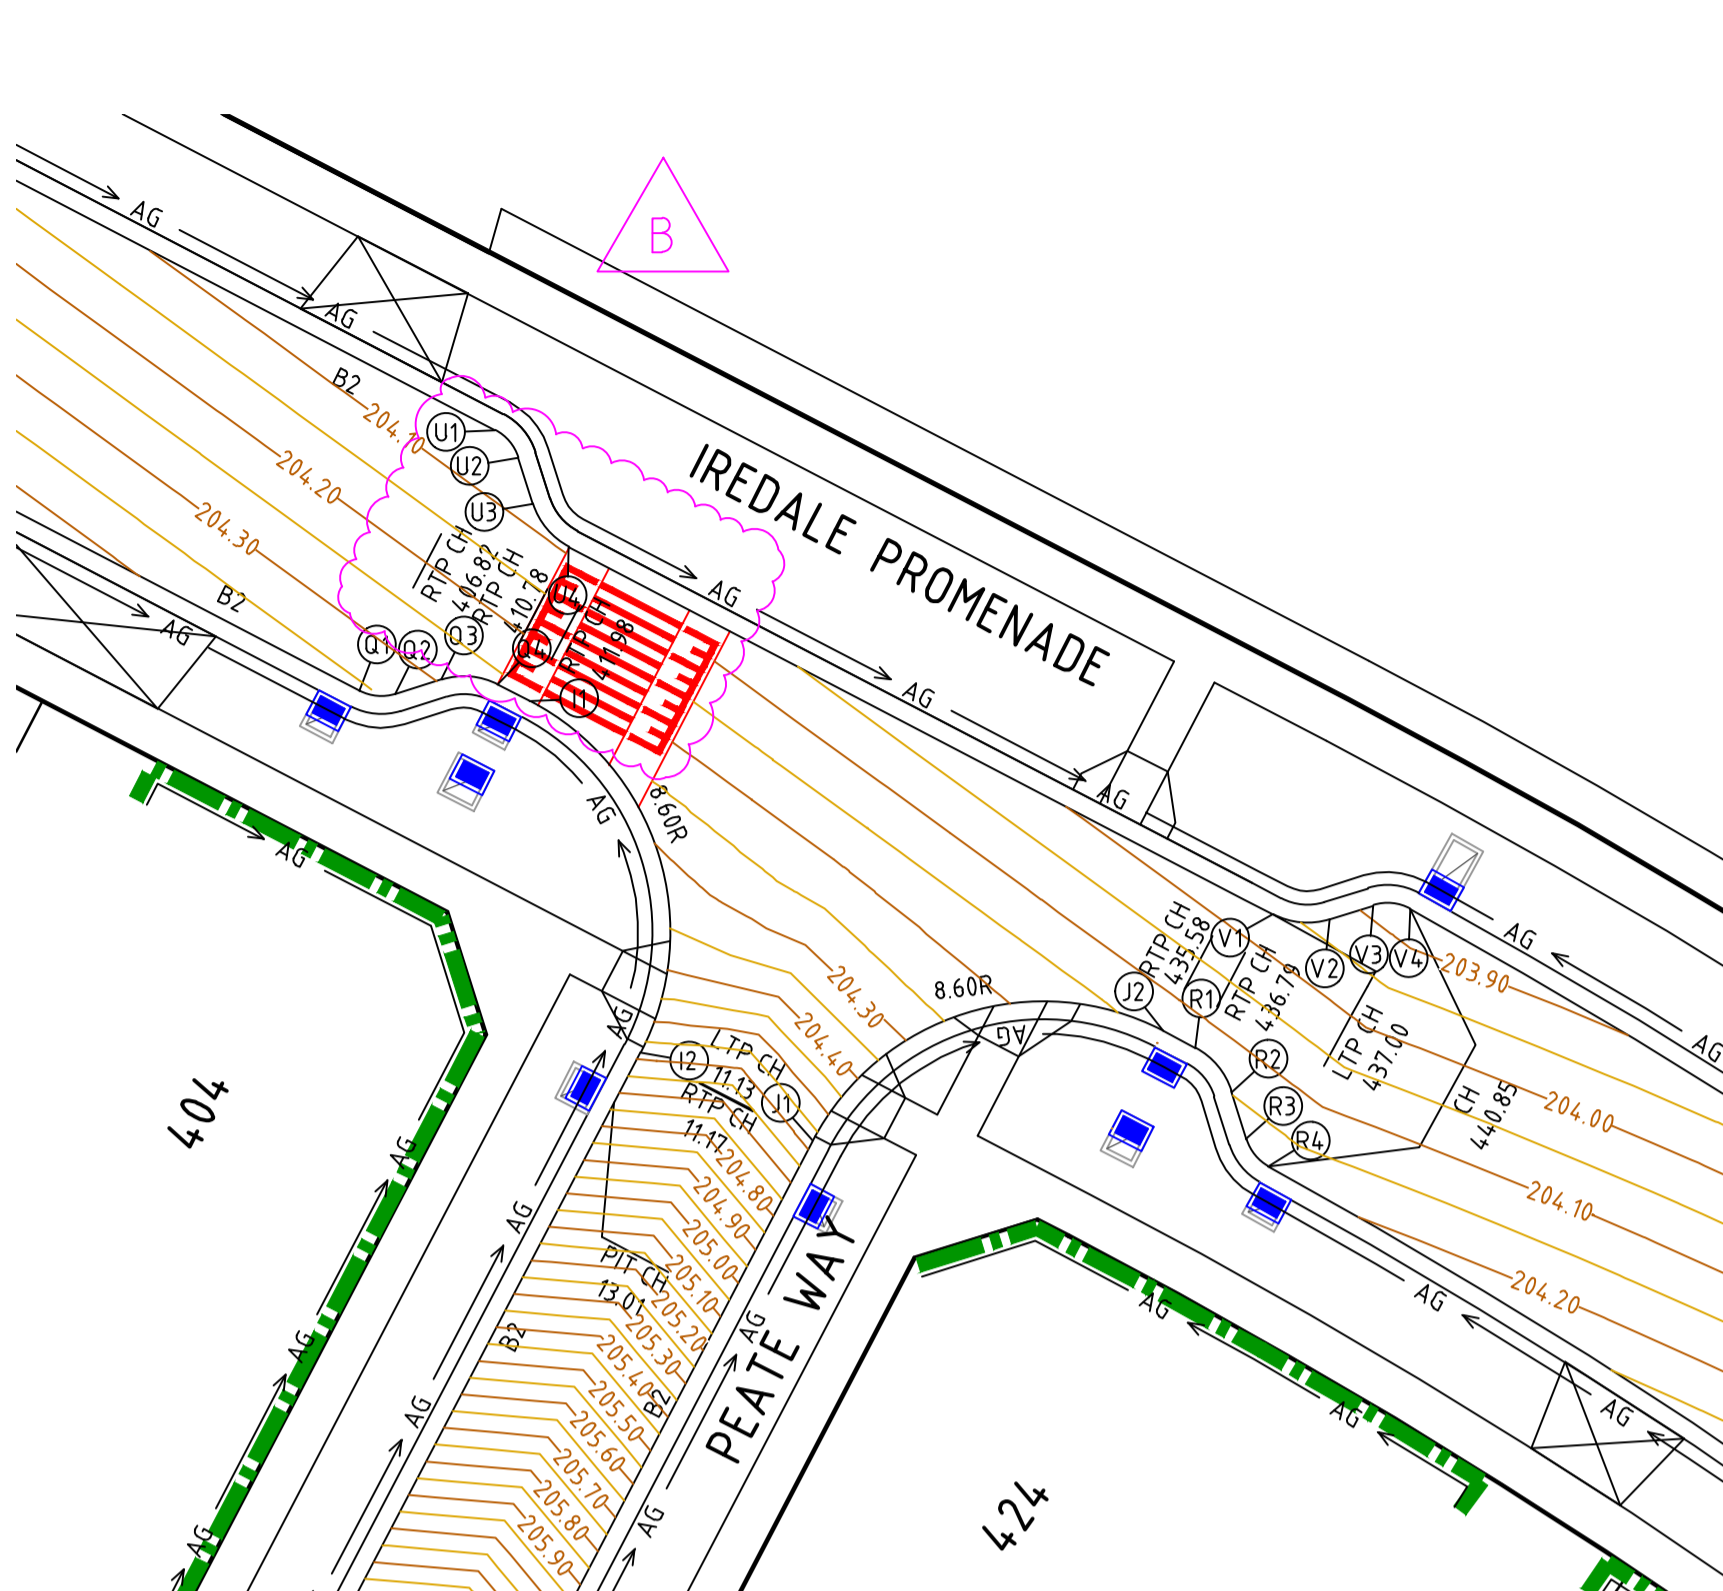 AG
B
AG
B2
204.10
U1
U2
204.20
U3
204.30
IREDALE PROMENADE
RTP CH
406.82
RTP CH
410.78
U4
AG
B2
AG
Q1
Q2
Q3
Q4
RTP CH
411.98
I1
AG
AG
AG
8.60R
AG
RTP CH
435.58
V1
V2
V3
V4
AG
203.90
RTP CH
436.79
J2
R1
8.60R
204.30
AG
AG
204.40
AG
LTP CH
437.00
R2
I2
LTP CH
11.13
J1
RTP CH
11.17
R3
R4
CH
440.85
204.00
404
AG
204.80
204.90
205.00
205.10
205.20
205.30
205.40
205.50
205.60
205.70
205.80
205.90
204.10
AG
PIT CH
13.01
204.20
B2
AG
AG
AG
AG
PEATE WAY
B2
AG
AG
AG
AG
424
AG
AG